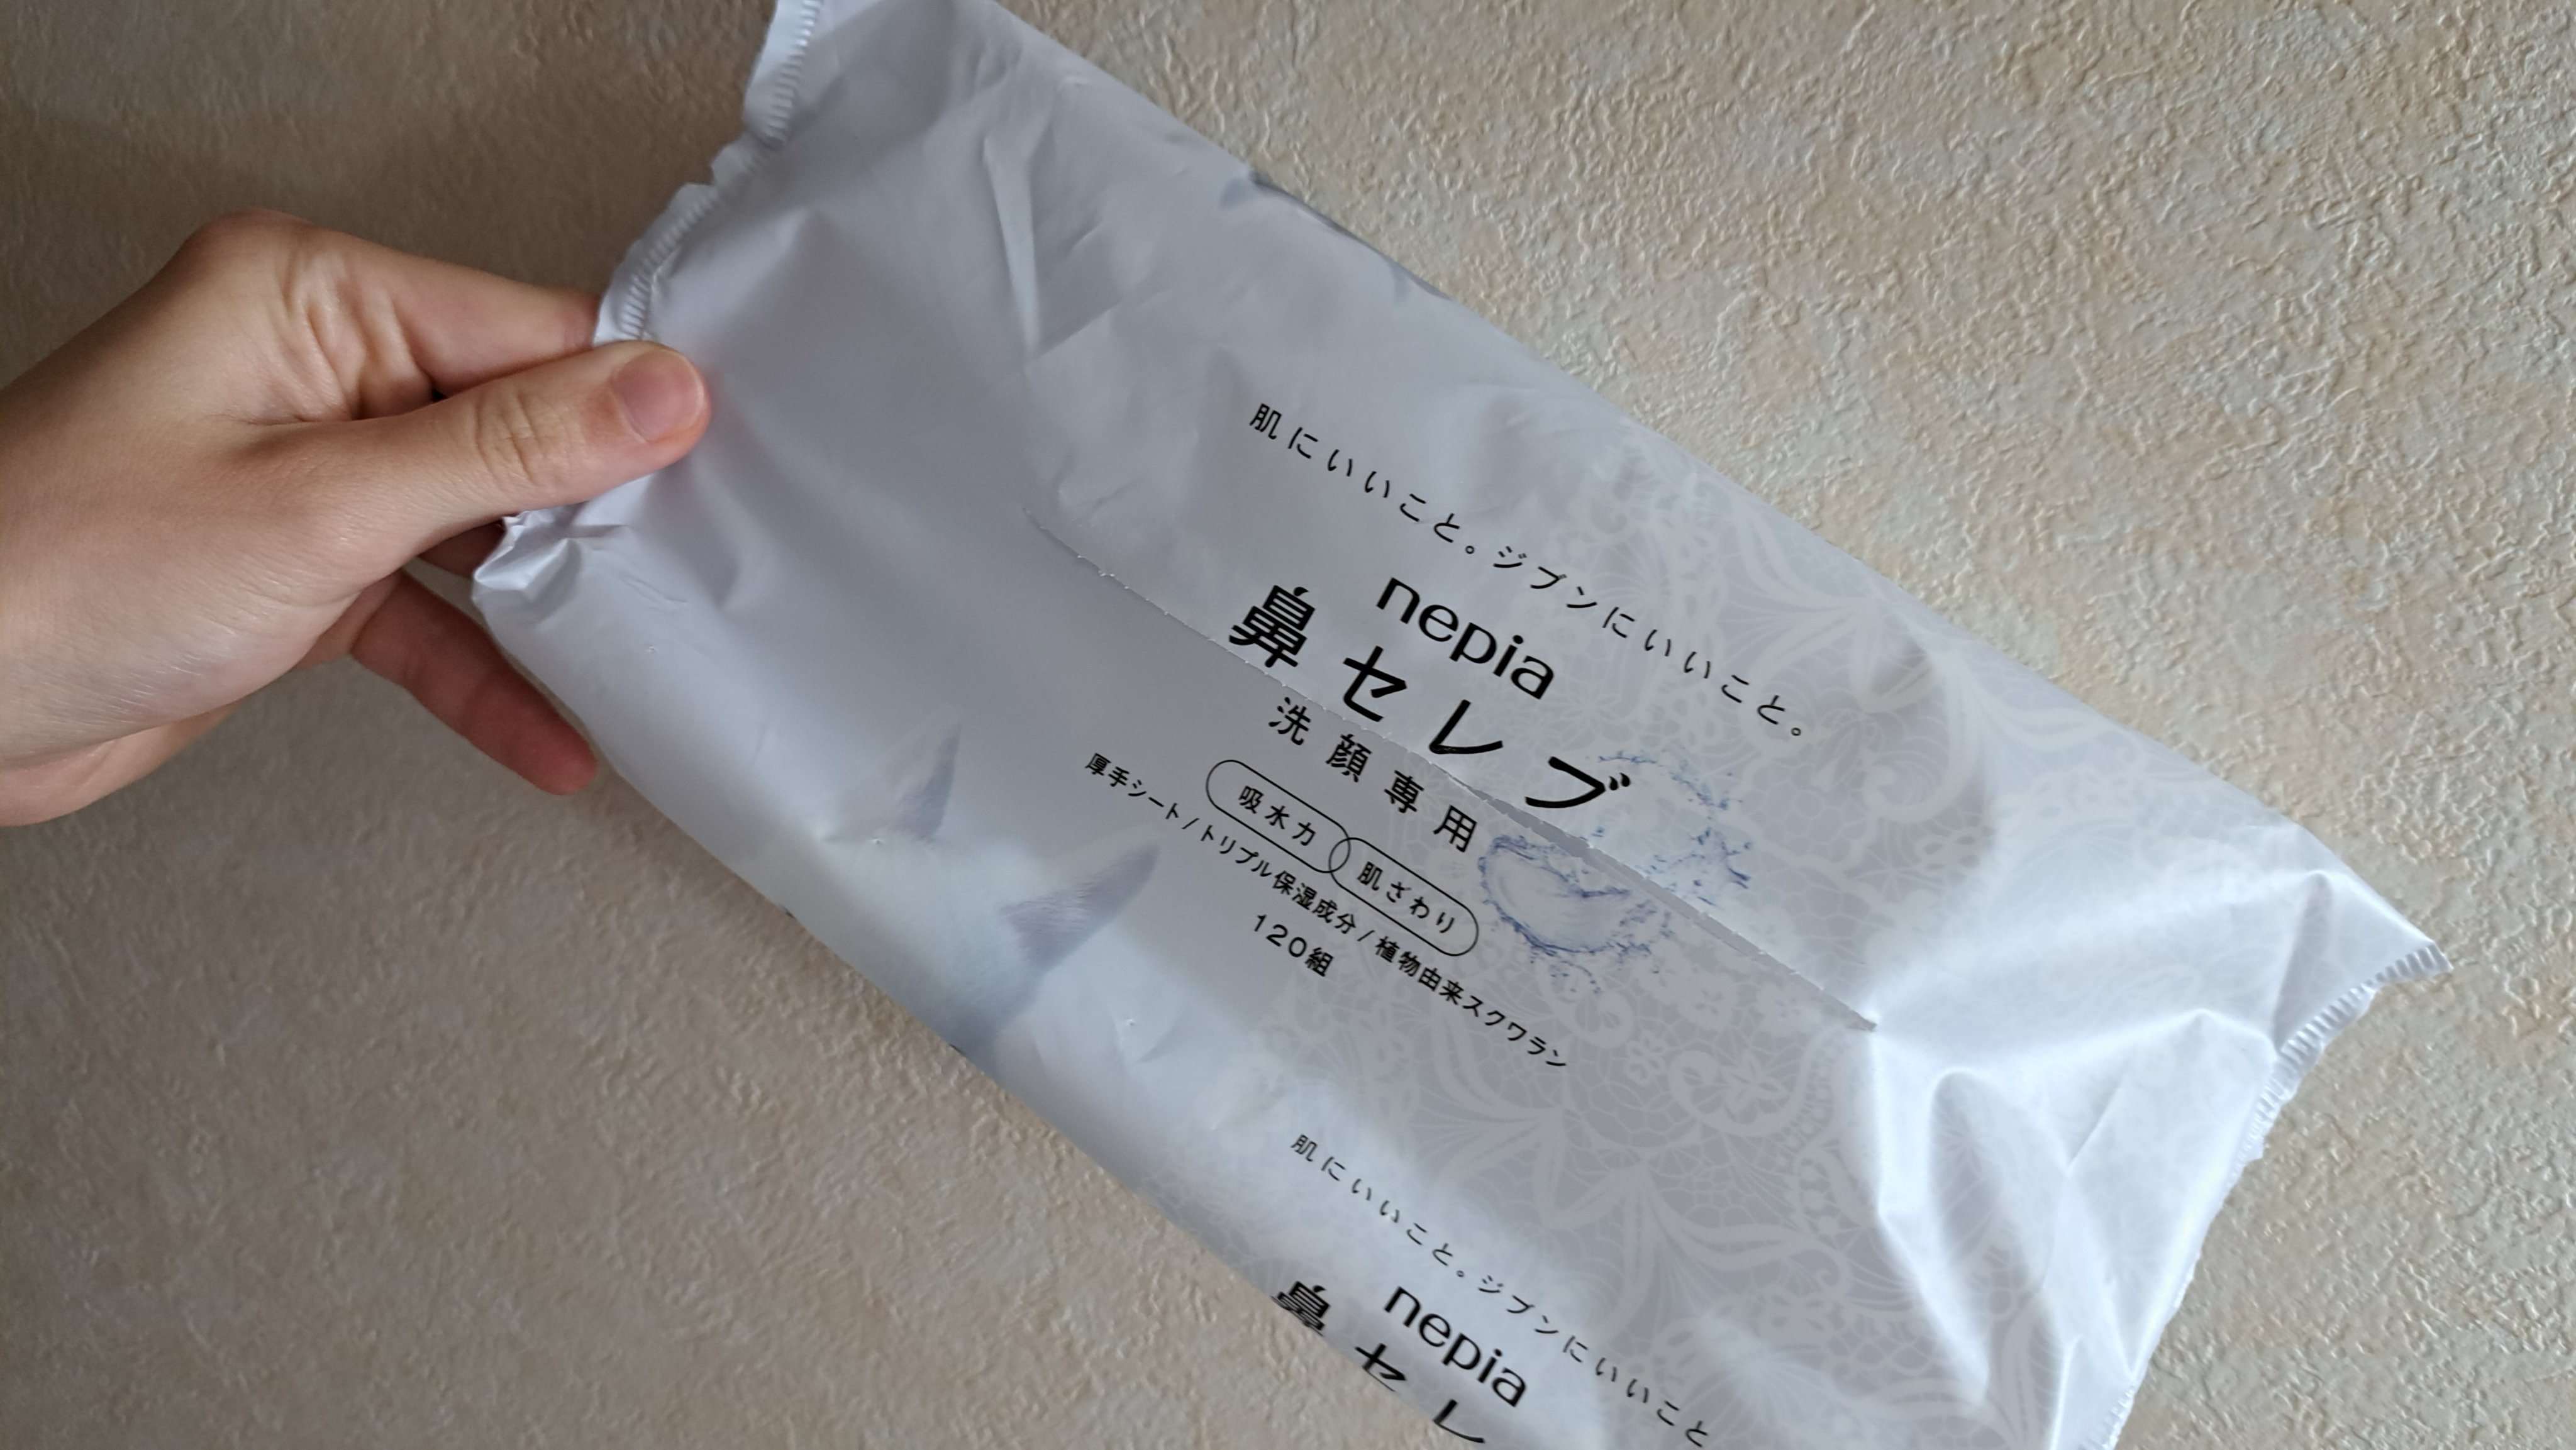 肌にいいこと。ジブンにいいこと。
nepia
鼻セレブ
洗顔専用
吸水力 肌ざわり
厚手シート/トリプル保湿成分/植物由来スクワラン
120組
肌にいいこと。ジブンにいいこと
nepia
鼻セレ